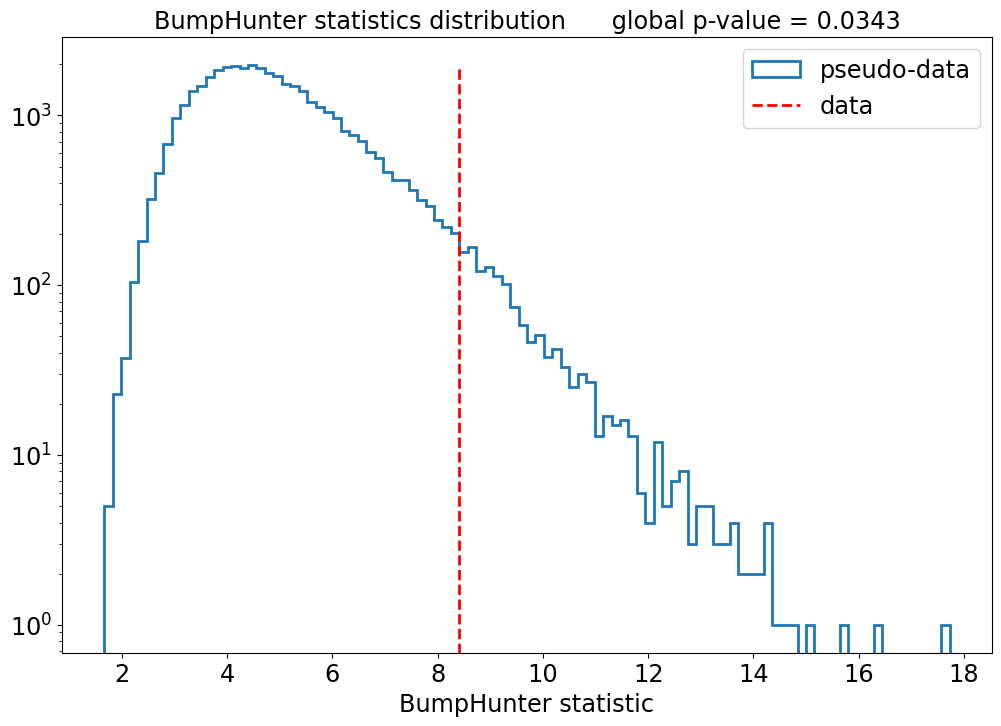 BumpHunter statistics distribution      global p-value = 0.0343
pseudo-data
data
10³
10²
10¹
10⁰
2 4 6 8 10 12 14 16 18
BumpHunter statistic